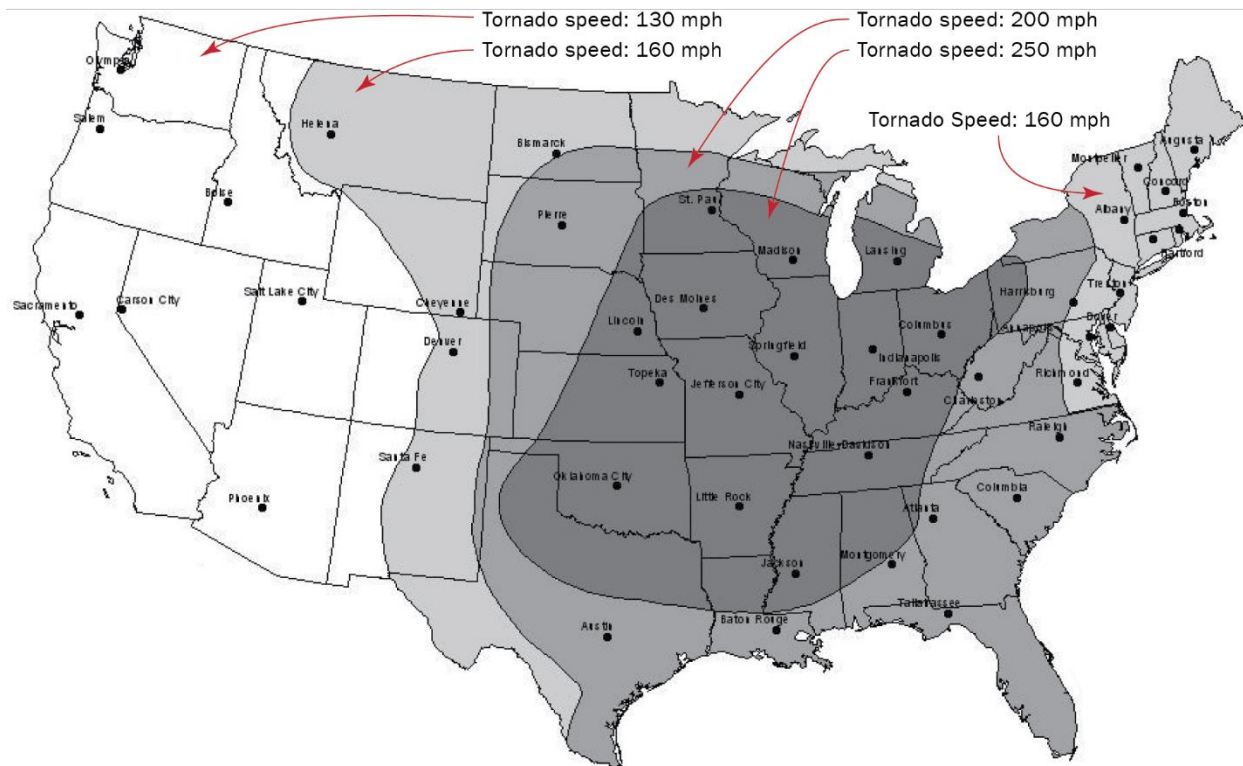 Tornado speed: 130 mph
Tornado speed: 200 mph
Tornado speed: 160 mph
Tornado speed: 250 mph
Tornado Speed: 160 mph
Olympia
Salem
Helena
Bismarck
Augusta
Montpelier
Concord
Boise
Pierre
St. Paul
Albany
Boston
Madison
Lansing
Hartford
Sacramento
Carson City
Salt Lake City
Cheyenne
Des Moines
Harrisburg
Trenton
Lincoln
Columbus
Dover
Annapolis
Denver
Springfield
Indianapolis
Topeka
Jefferson City
Frankfort
Charleston
Richmond
Santa Fe
Nashville-Davidson
Raleigh
Phoenix
Oklahoma City
Little Rock
Atlanta
Columbia
Jackson
Montgomery
Austin
Baton Rouge
Tallahassee